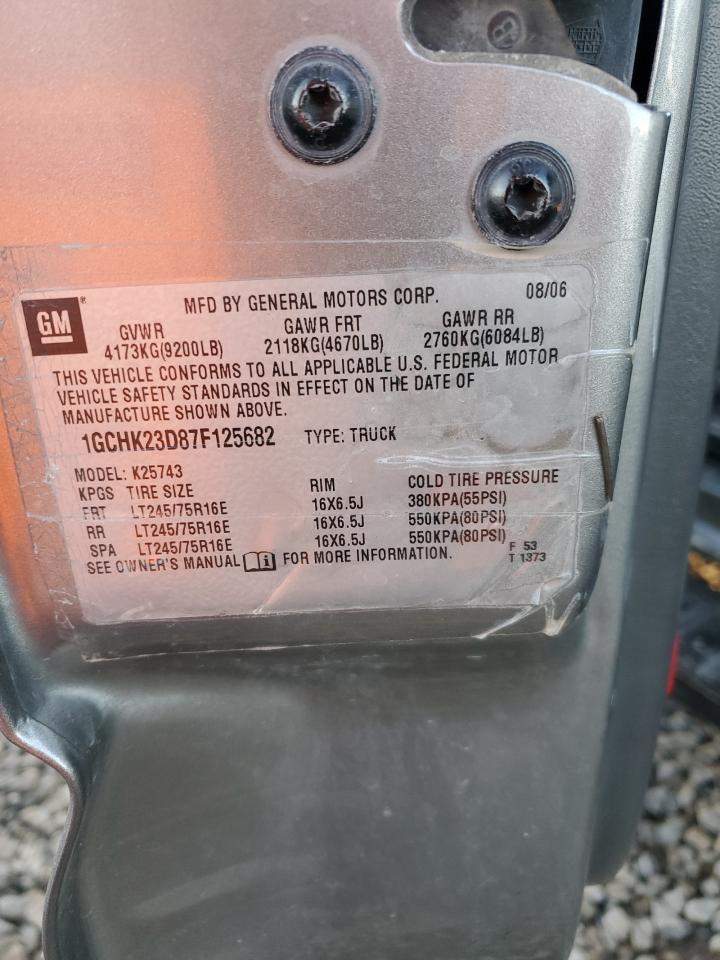 GM®
MFD BY GENERAL MOTORS CORP. 08/06
GVWR GAWR FRT GAWR RR
4173KG(9200LB) 2118KG(4670LB) 2760KG(6084LB)
THIS VEHICLE CONFORMS TO ALL APPLICABLE U.S. FEDERAL MOTOR
VEHICLE SAFETY STANDARDS IN EFFECT ON THE DATE OF
MANUFACTURE SHOWN ABOVE.
1GCHK23D87F125682 TYPE: TRUCK
MODEL: K25743
KPGS TIRE SIZE RIM COLD TIRE PRESSURE
FRT LT245/75R16E 16X6.5J 380KPA(55PSI)
RR LT245/75R16E 16X6.5J 550KPA(80PSI)
SPA LT245/75R16E 16X6.5J 550KPA(80PSI)
SEE OWNER'S MANUAL FOR MORE INFORMATION.
F 53
T 1373